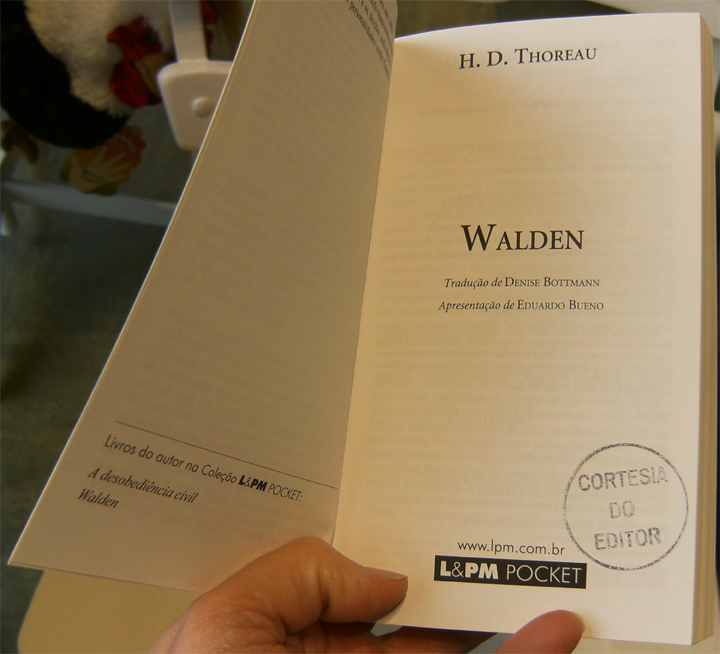 Livros do autor na Coleção L&PM POCKET:
A desobediência civil
Walden
H. D. THOREAU
WALDEN
Tradução de DENISE BOTTMANN
Apresentação de EDUARDO BUENO
CORTESIA
DO
EDITOR
www.lpm.com.br
L&PM POCKET